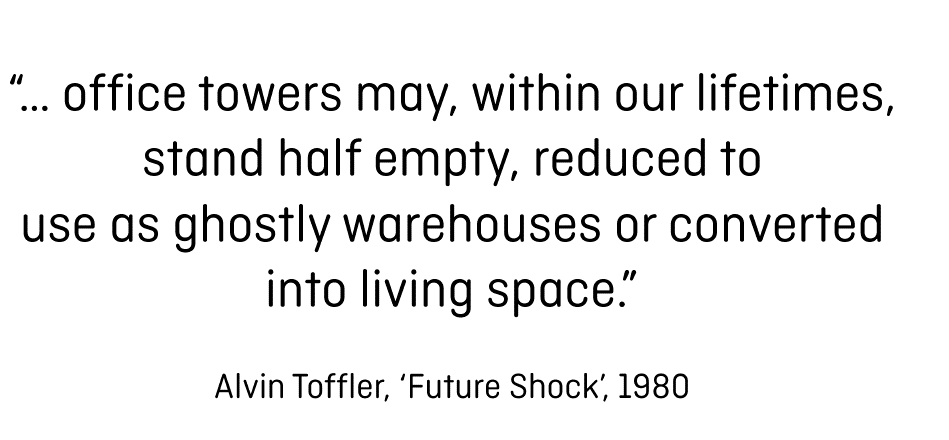 “... office towers may, within our lifetimes,
stand half empty, reduced to
use as ghostly warehouses or converted
into living space.”
Alvin Toffler, ‘Future Shock’, 1980